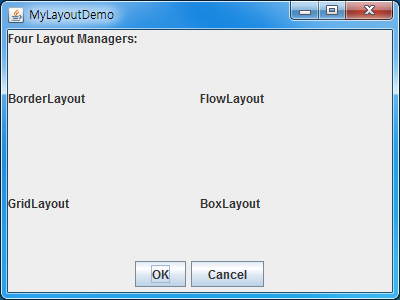 MyLayoutDemo
Four Layout Managers:
BorderLayout FlowLayout
GridLayout BoxLayout
OK Cancel